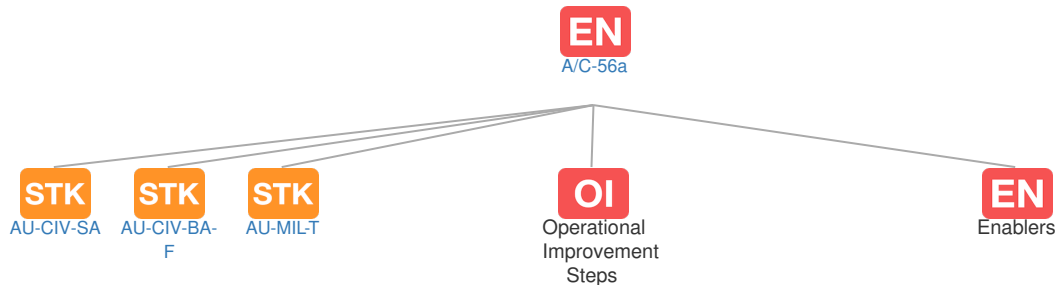 EN
A/C-56a
STK STK STK OI EN
AU-CIV-SA AU-CIV-BA- AU-MIL-T Operational Enablers
F Improvement
Steps